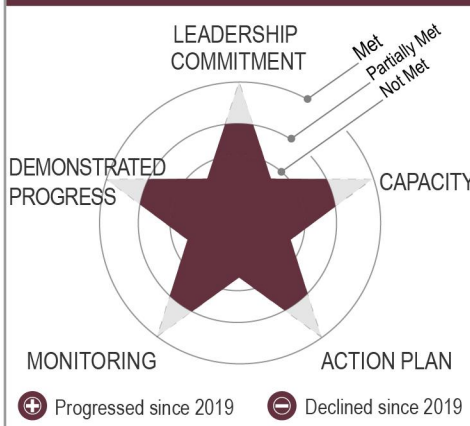 LEADERSHIP
COMMITMENT
Met
Partially Met
Not Met
DEMONSTRATED
PROGRESS
CAPACITY
MONITORING
ACTION PLAN
Progressed since 2019
Declined since 2019